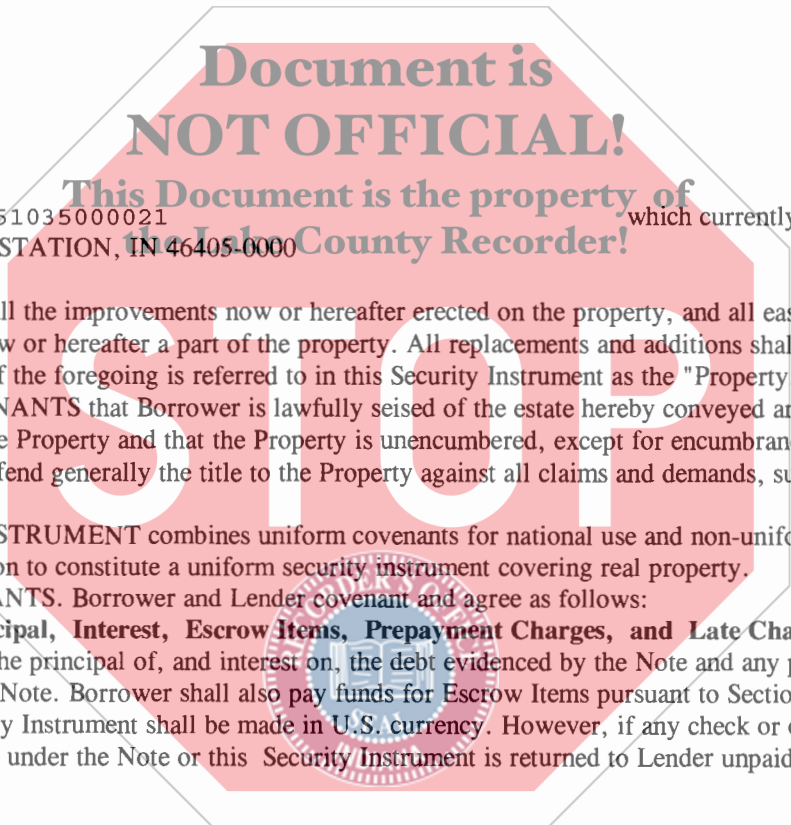 Document is
NOT OFFICIAL!
This Document is the property of
the Lake County Recorder!
51035000021 which currently
STATION, IN 46405-0000
STOP
ll the improvements now or hereafter erected on the property, and all eas
w or hereafter a part of the property. All replacements and additions shal
f the foregoing is referred to in this Security Instrument as the "Property
NANTS that Borrower is lawfully seised of the estate hereby conveyed an
e Property and that the Property is unencumbered, except for encumbran
fend generally the title to the Property against all claims and demands, su
STRUMENT combines uniform covenants for national use and non-unifo
on to constitute a uniform security instrument covering real property.
ANTS. Borrower and Lender covenant and agree as follows:
cipal, Interest, Escrow Items, Prepayment Charges, and Late Cha
he principal of, and interest on, the debt evidenced by the Note and any p
Note. Borrower shall also pay funds for Escrow Items pursuant to Sectio
y Instrument shall be made in U.S. currency. However, if any check or o
under the Note or this Security Instrument is returned to Lender unpaid
RECORDER'S OFFICE
SEAL